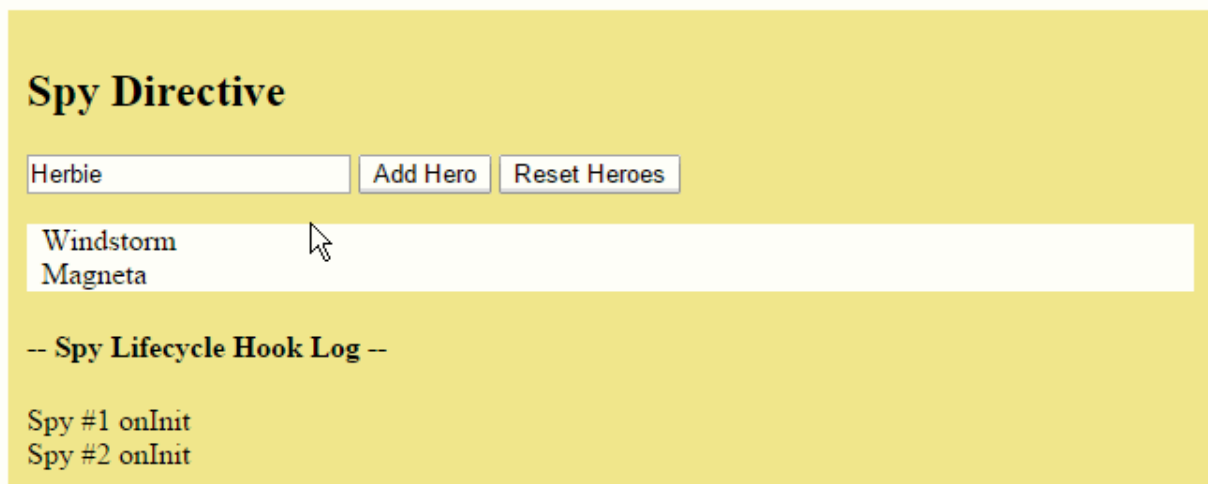 Spy Directive
Herbie Add Hero Reset Heroes
Windstorm
Magneta
-- Spy Lifecycle Hook Log --
Spy #1 onInit
Spy #2 onInit